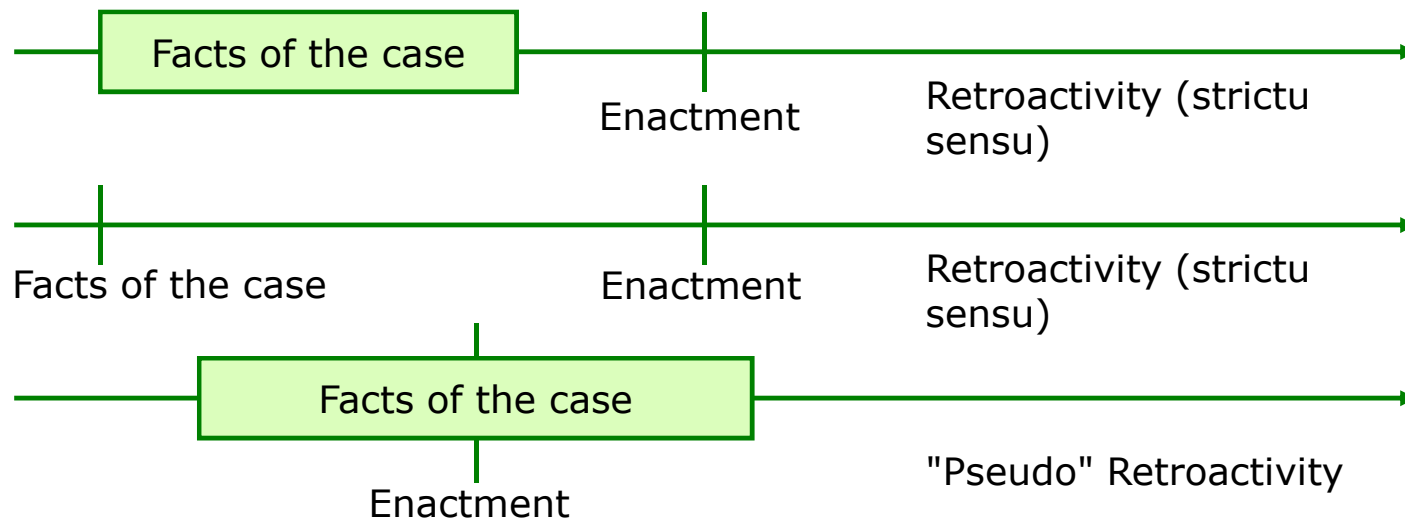 Facts of the case
Enactment
Retroactivity (strictu
sensu)
Facts of the case
Enactment
Retroactivity (strictu
sensu)
Facts of the case
Enactment
"Pseudo" Retroactivity